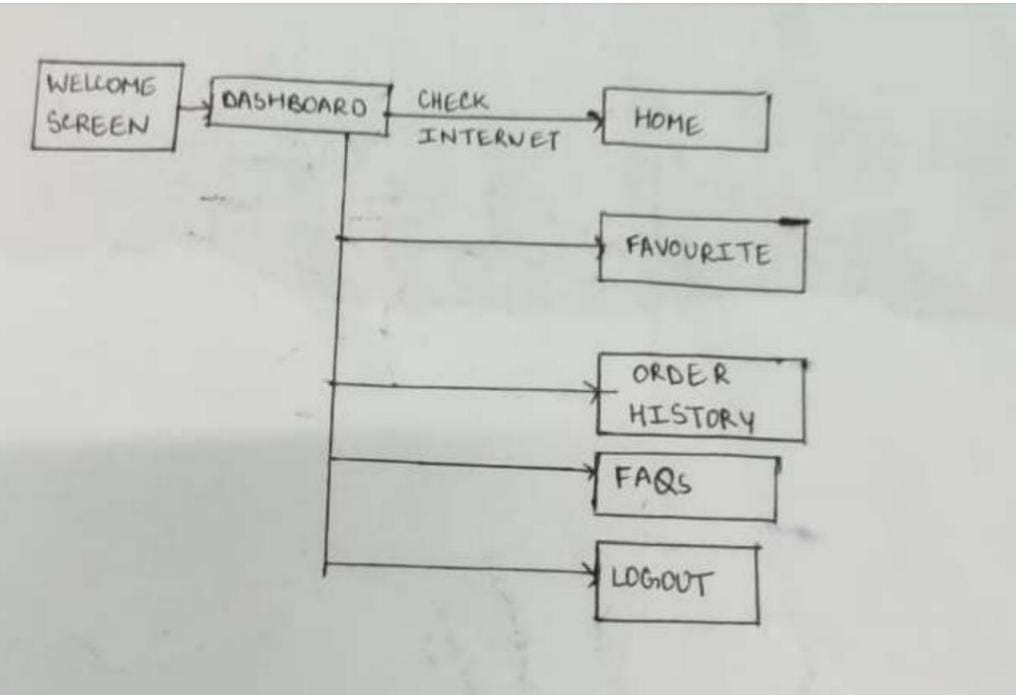 WELCOME
SCREEN
DASHBOARD
CHECK
INTERNET
HOME
FAVOURITE
ORDER
HISTORY
FAQs
LOGOUT